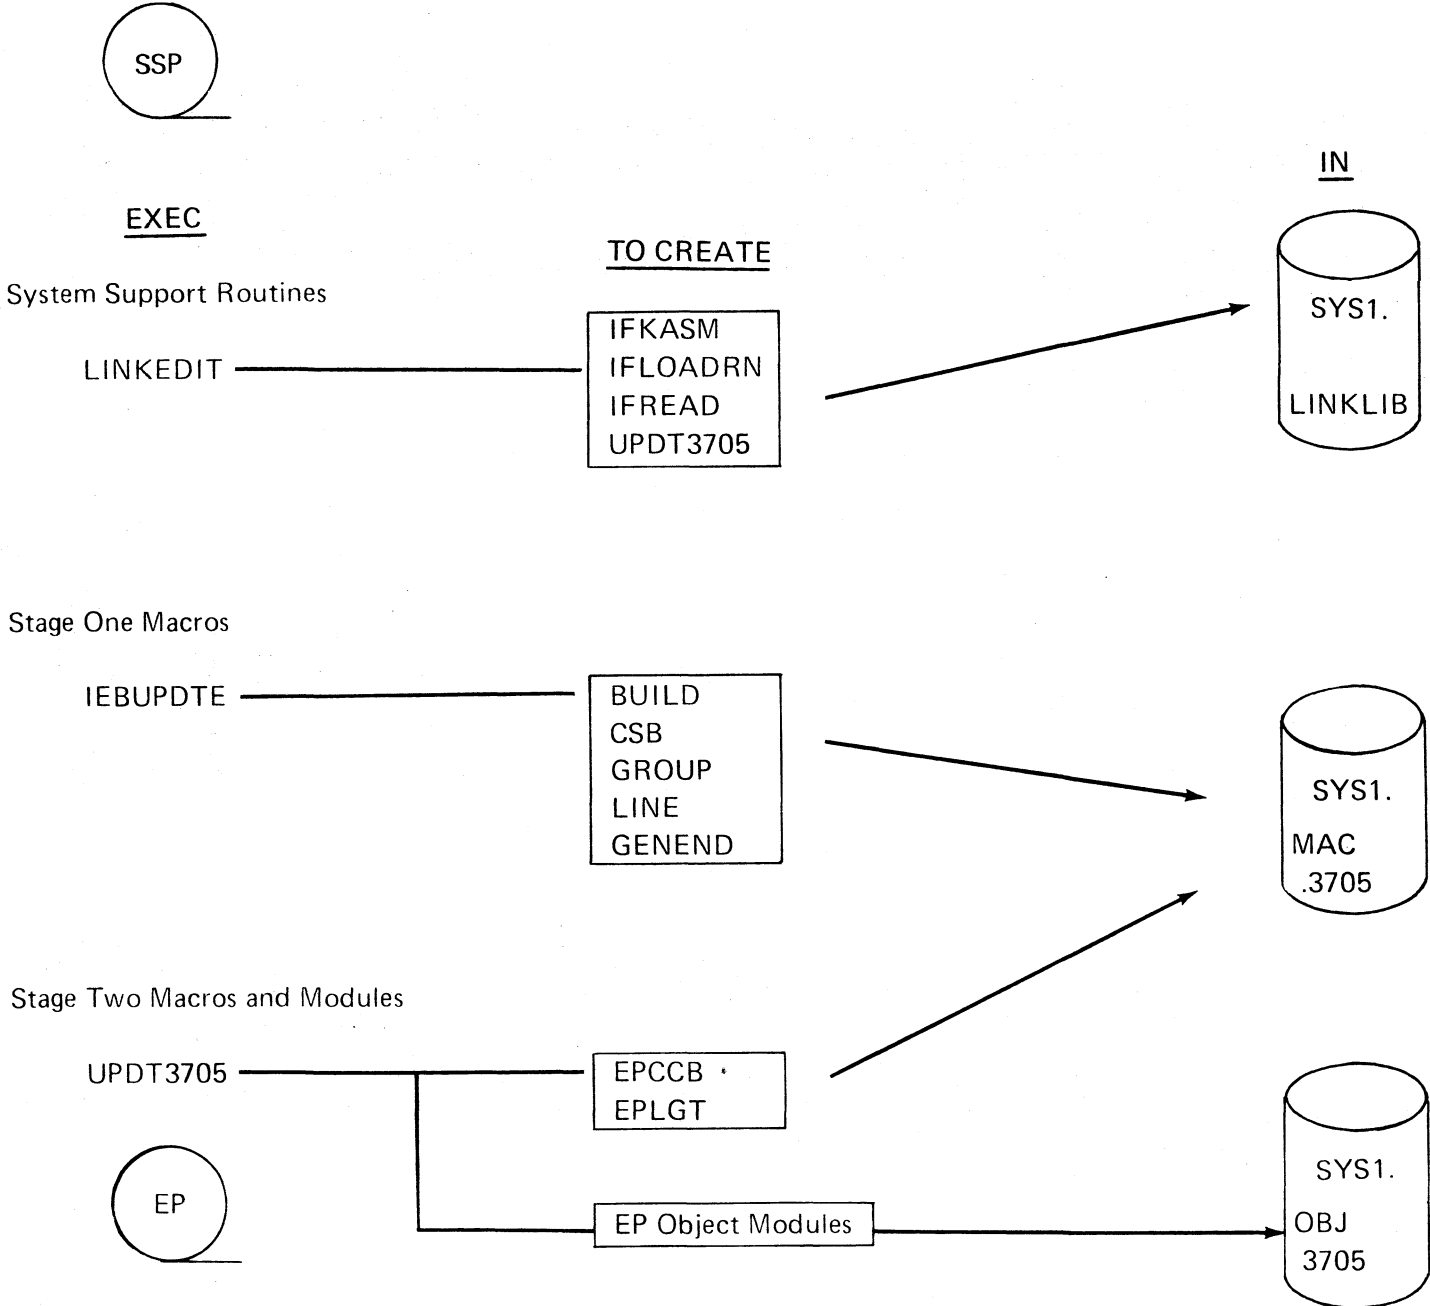 SSP
IN
EXEC
TO CREATE
System Support Routines
SYS1.
IFKASM
LINKEDIT
IFLOADRN
IFREAD
LINKLIB
UPDT3705
Stage One Macros
IEBUPDTE
BUILD
CSB
GROUP
SYS1.
LINE
MAC
GENEND
.3705
Stage Two Macros and Modules
UPDT3705
EPCCB
EPLGT
SYS1.
EP
EP Object Modules
OBJ
3705